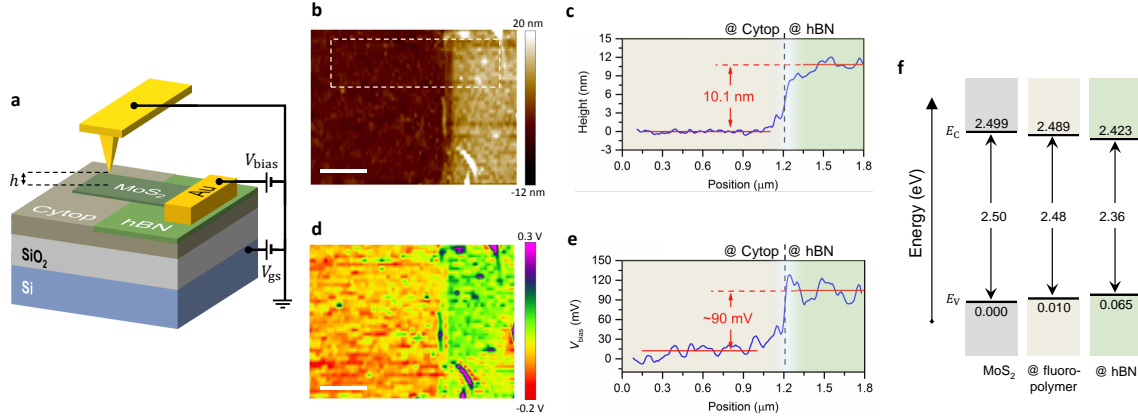 a
h
V_bias
MoS2
Au
Cytop
hBN
SiO2
Si
V_gs
b
20 nm
-12 nm
c
@ Cytop
@ hBN
Height (nm)
15
12
9
6
3
0
-3
10.1 nm
0.0 0.3 0.6 0.9 1.2 1.5 1.8
Position (μm)
d
0.3 V
-0.2 V
e
@ Cytop
@ hBN
V_bias (mV)
150
120
90
60
30
0
~90 mV
0.0 0.3 0.6 0.9 1.2 1.5 1.8
Position (μm)
f
Energy (eV)
E_C
2.499 2.489 2.423
2.50 2.48 2.36
E_V
0.000 0.010 0.065
MoS2
@ fluoro-
polymer
@ hBN